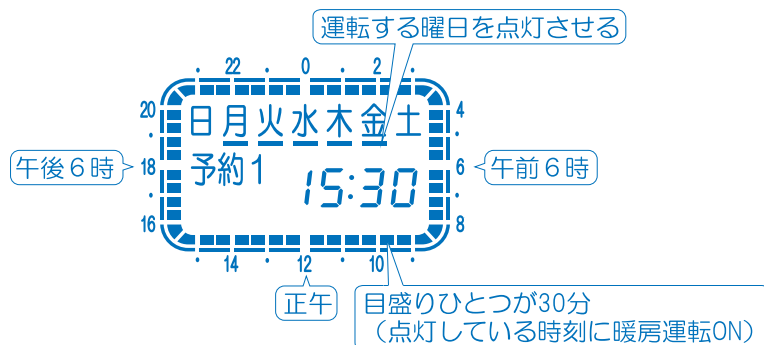 運転する曜日を点灯させる
22 0 2
20 4
日月火水木金土
午後6時 18 予約1 6 午前6時
15:30
16 8
14 12 10
正午
目盛りひとつが30分
（点灯している時刻に暖房運転ON）